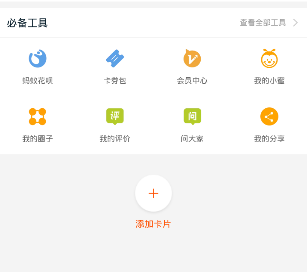 必备工具 查看全部工具
蚂蚁花呗 卡券包 会员中心 我的小蜜
评 问
我的圈子 我的评价 问大家 我的分享
添加卡片